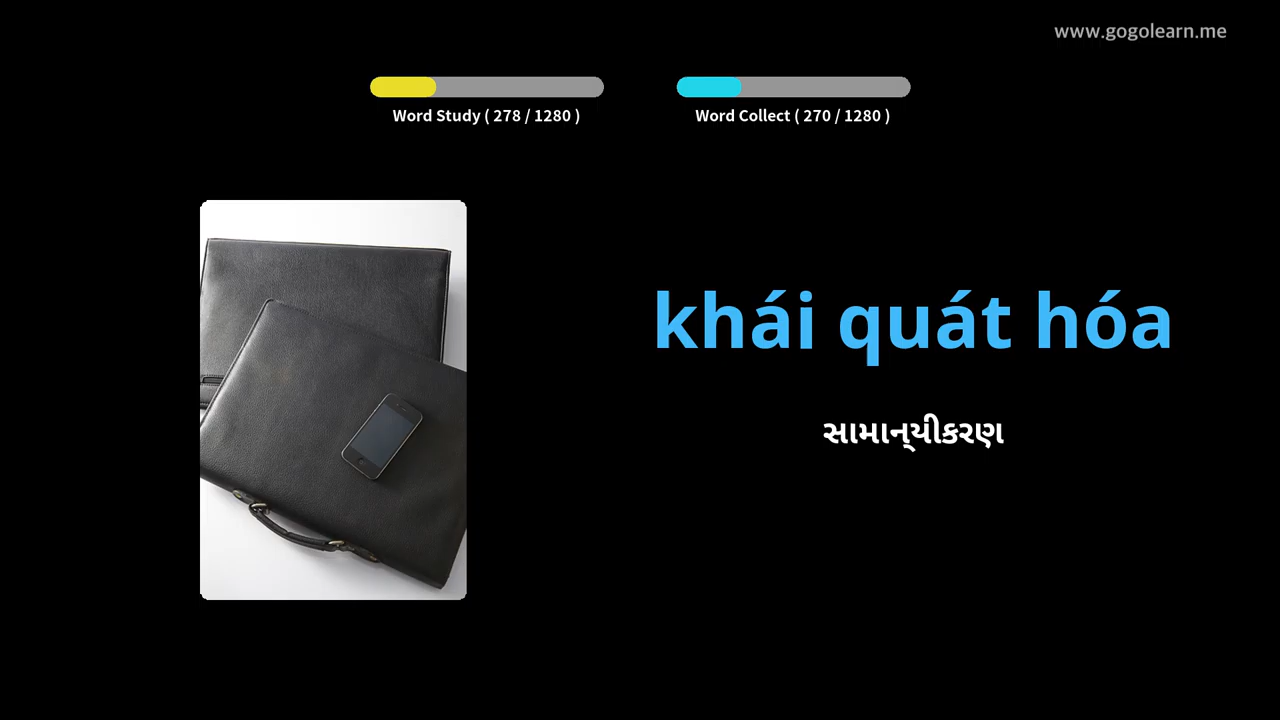 www.gogolearn.me
Word Study ( 278 / 1280 )
Word Collect ( 270 / 1280 )
khái quát hóa
સામાન્યીકરણ